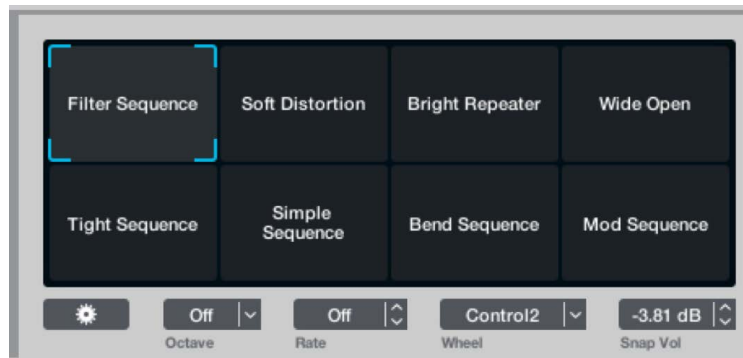 Filter Sequence
Soft Distortion
Bright Repeater
Wide Open
Tight Sequence
Simple
Sequence
Bend Sequence
Mod Sequence
Off
Off
Control2
-3.81 dB
Octave
Rate
Wheel
Snap Vol